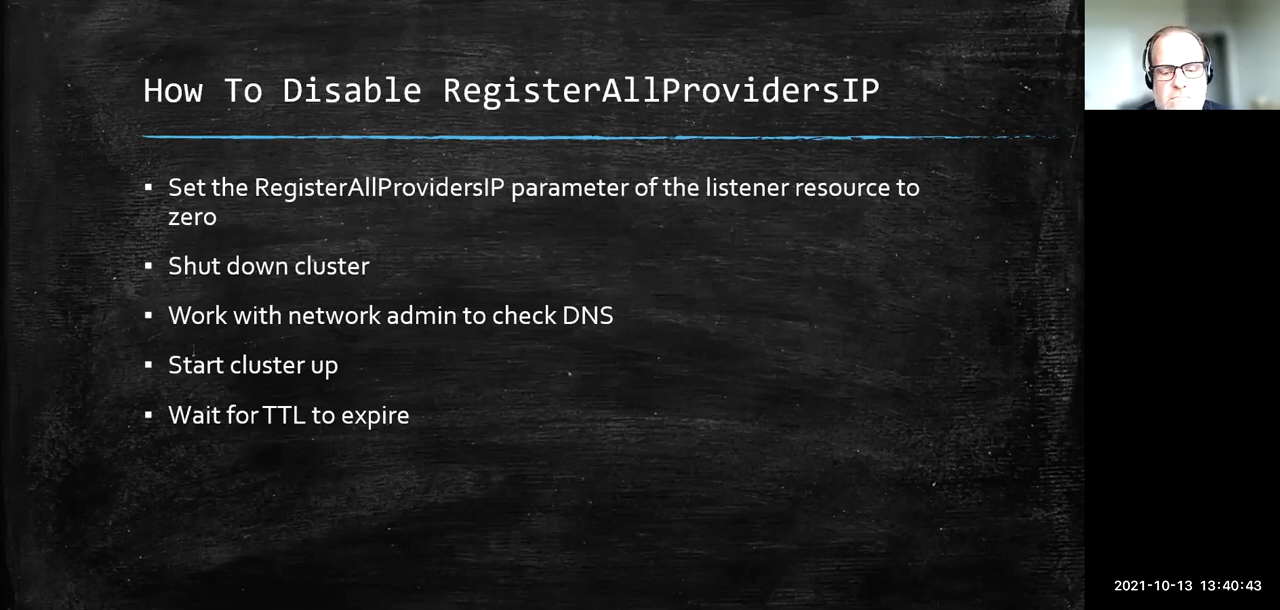 How To Disable RegisterAllProvidersIP
▪ Set the RegisterAllProvidersIP parameter of the listener resource to
zero
▪ Shut down cluster
▪ Work with network admin to check DNS
▪ Start cluster up
▪ Wait for TTL to expire
2021-10-13 13:40:43